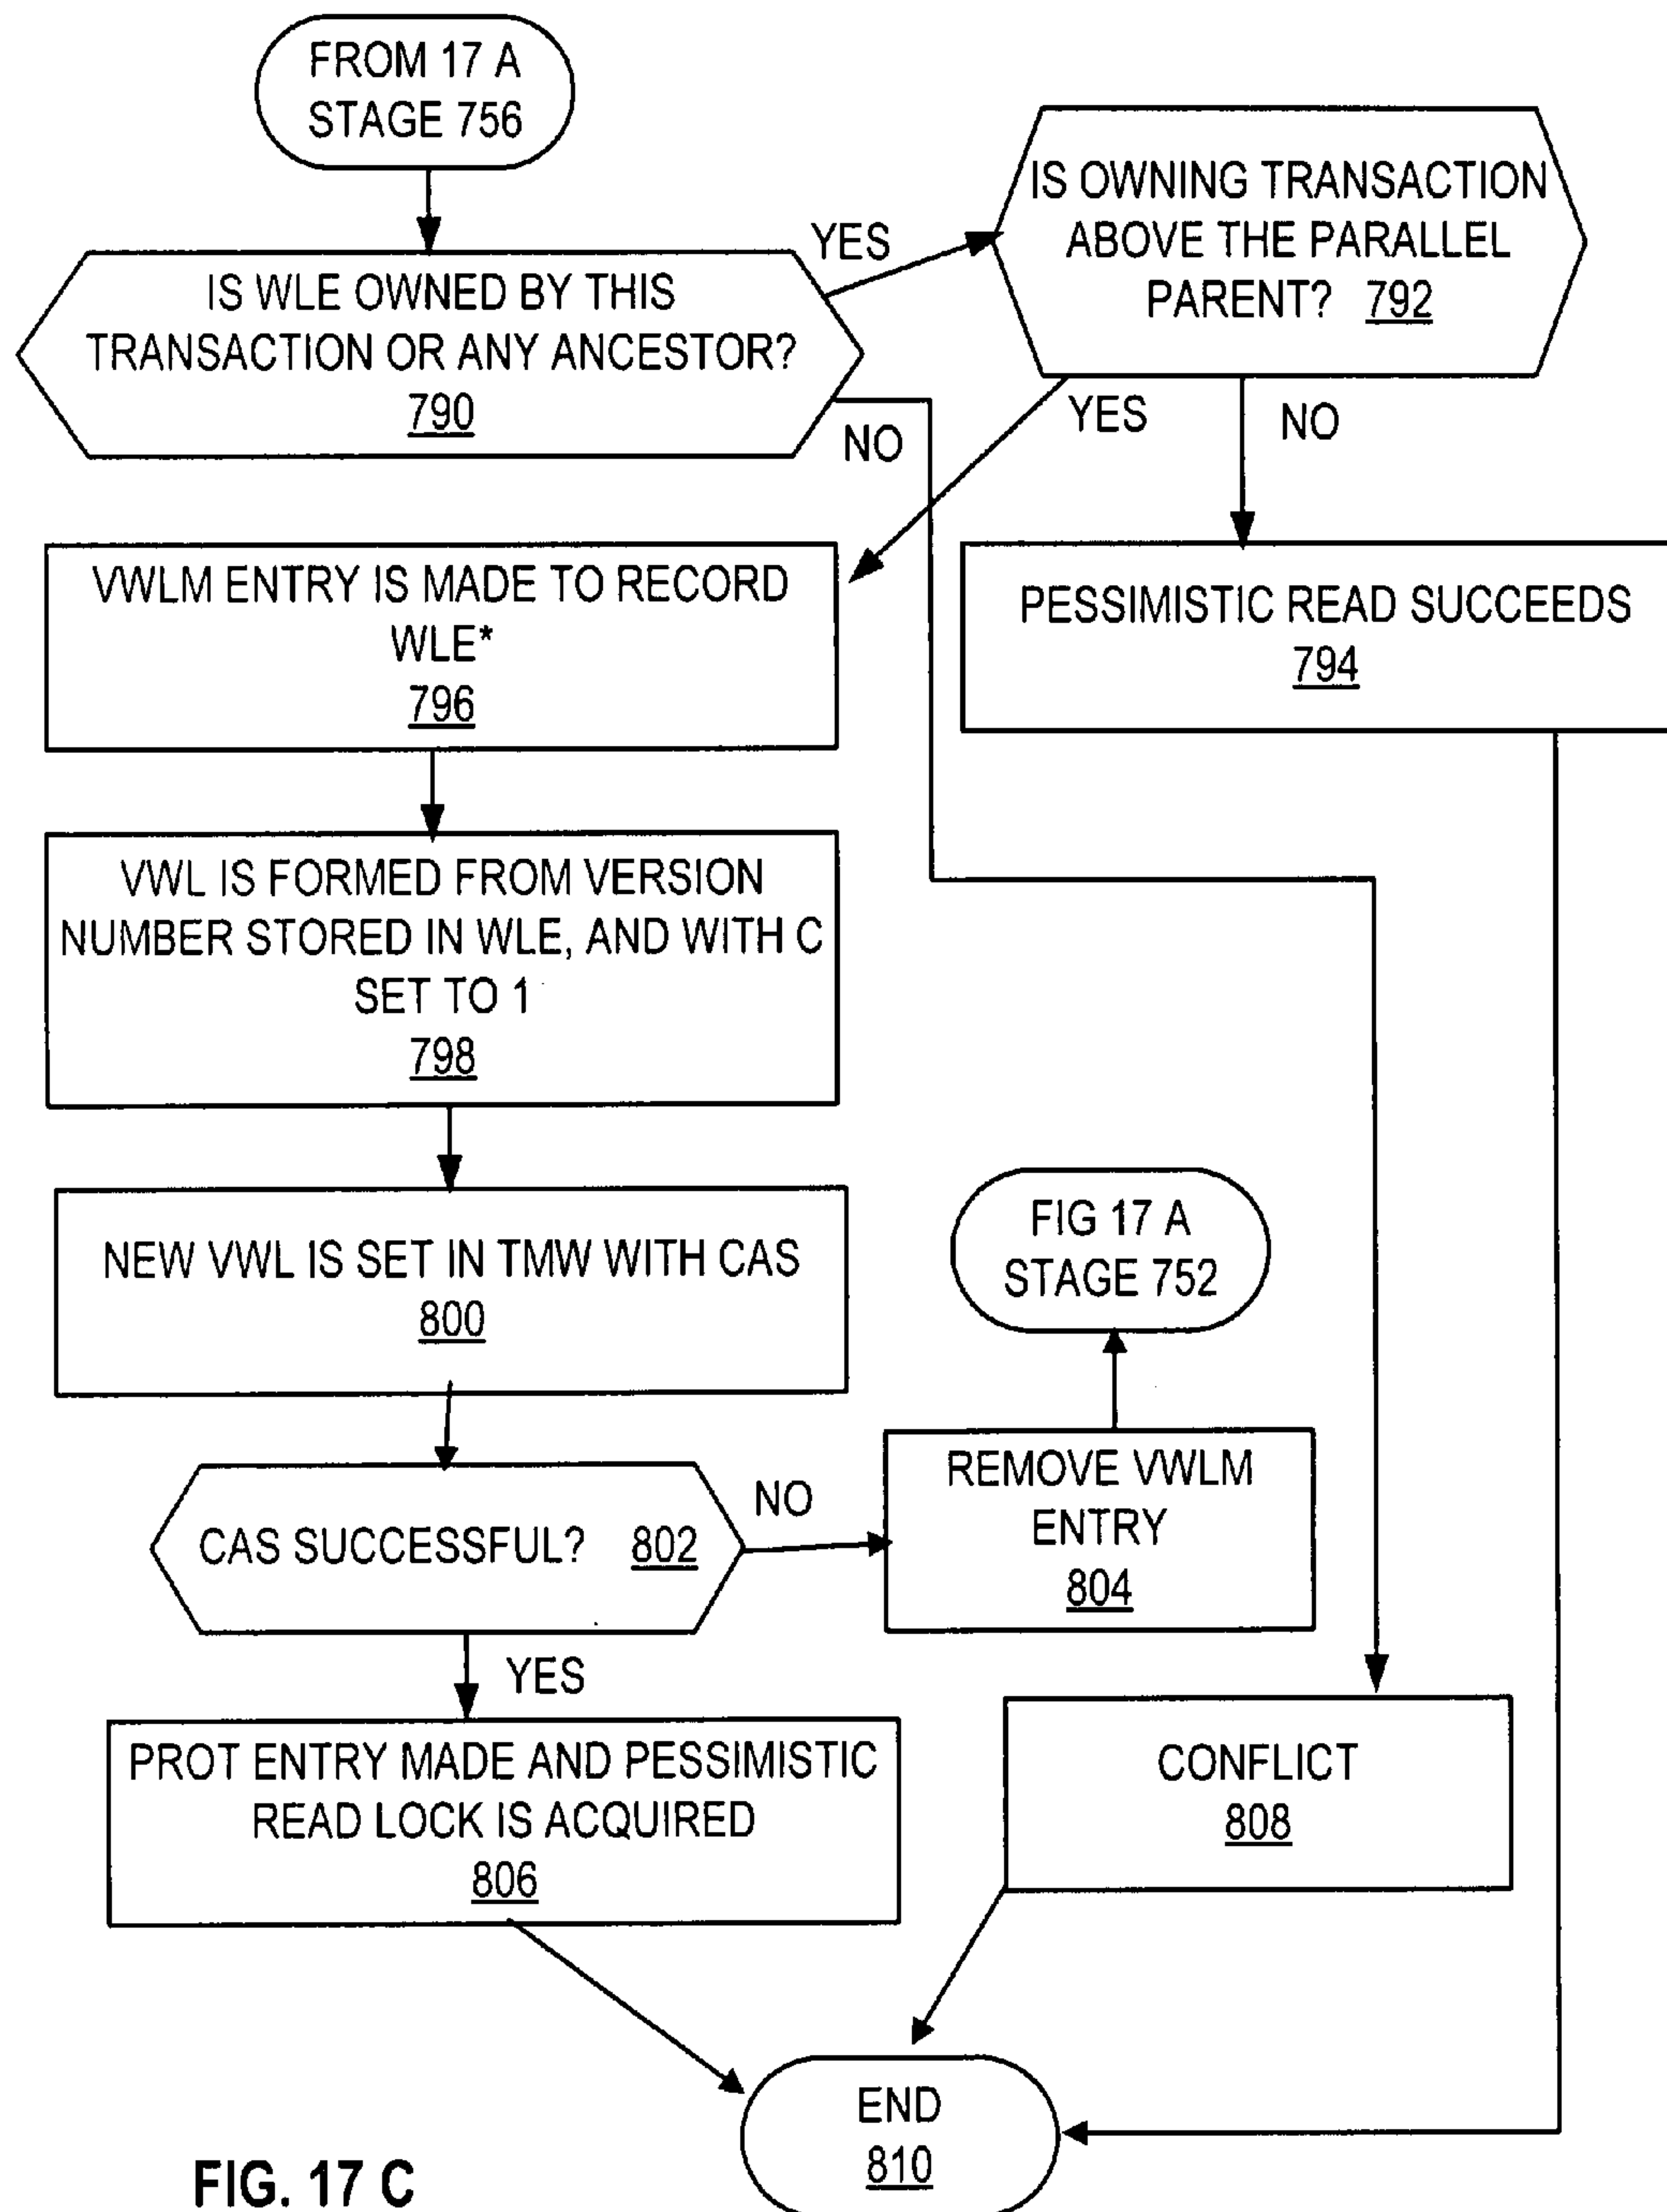 FROM 17 A
STAGE 756
IS WLE OWNED BY THIS
TRANSACTION OR ANY ANCESTOR?
790
YES
NO
IS OWNING TRANSACTION
ABOVE THE PARALLEL
PARENT? 792
YES
NO
PESSIMISTIC READ SUCCEEDS
794
VWLM ENTRY IS MADE TO RECORD
WLE*
796
VWL IS FORMED FROM VERSION
NUMBER STORED IN WLE, AND WITH C
SET TO 1
798
NEW VWL IS SET IN TMW WITH CAS
800
FIG 17 A
STAGE 752
CAS SUCCESSFUL? 802
NO
REMOVE VWLM
ENTRY
804
YES
PROT ENTRY MADE AND PESSIMISTIC
READ LOCK IS ACQUIRED
806
CONFLICT
808
END
810
FIG. 17 C